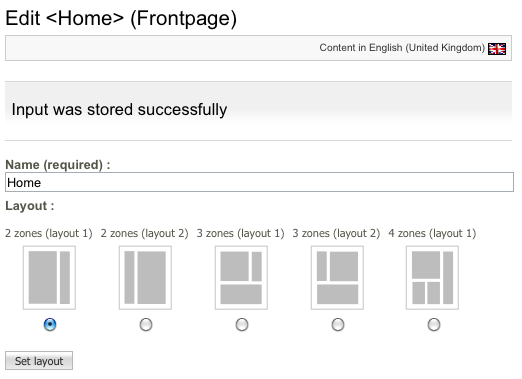 Edit <Home> (Frontpage)
Content in English (United Kingdom)
Input was stored successfully
Name (required) :
Home
Layout :
2 zones (layout 1) 2 zones (layout 2) 3 zones (layout 1) 3 zones (layout 2) 4 zones (layout 1)
Set layout